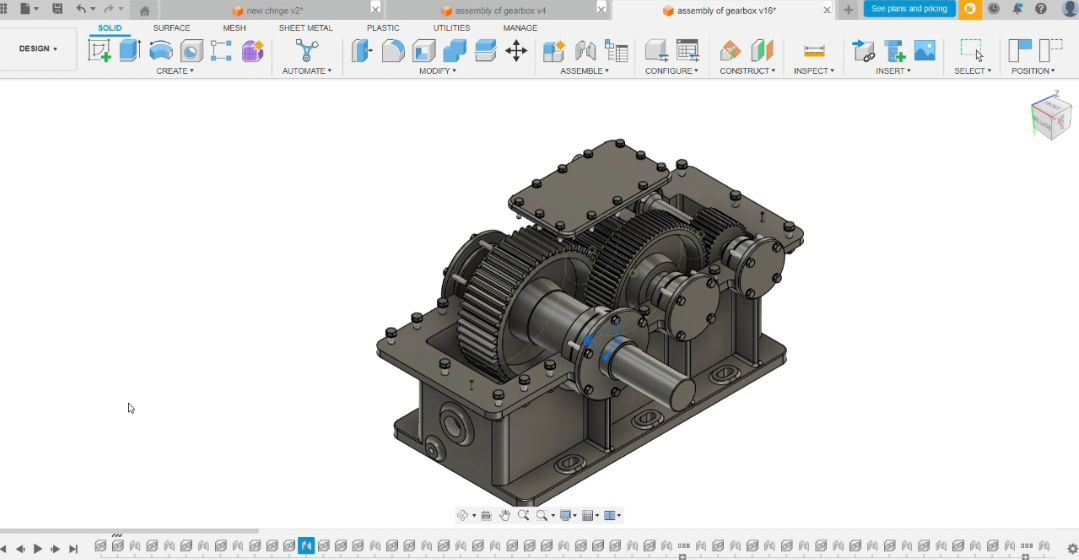 new chnge v2*
assembly of gearbox v4
assembly of gearbox v16*
See plans and pricing
DESIGN
SOLID SURFACE MESH SHEET METAL PLASTIC UTILITIES MANAGE
CREATE AUTOMATE MODIFY ASSEMBLE CONFIGURE CONSTRUCT INSPECT INSERT SELECT POSITION
Z
FRONT